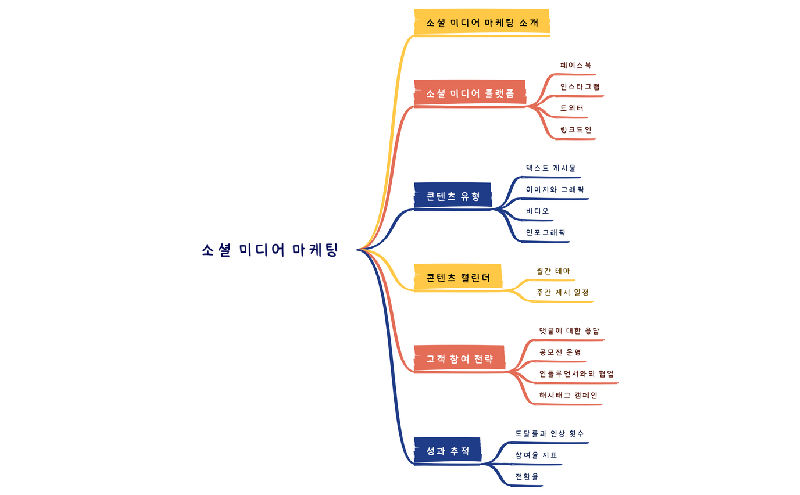 소셜 미디어 마케팅
소셜 미디어 마케팅 소개
소셜 미디어 플랫폼
페이스북
인스타그램
트위터
링크드인
콘텐츠 유형
텍스트 게시물
이미지와 그래픽
비디오
인포그래픽
콘텐츠 캘린더
월간 테마
주간 게시 일정
고객 참여 전략
댓글에 대한 응답
공모전 운영
인플루언서와의 협업
해시태그 캠페인
성과 추적
도달률과 인상 횟수
참여율 지표
전환율